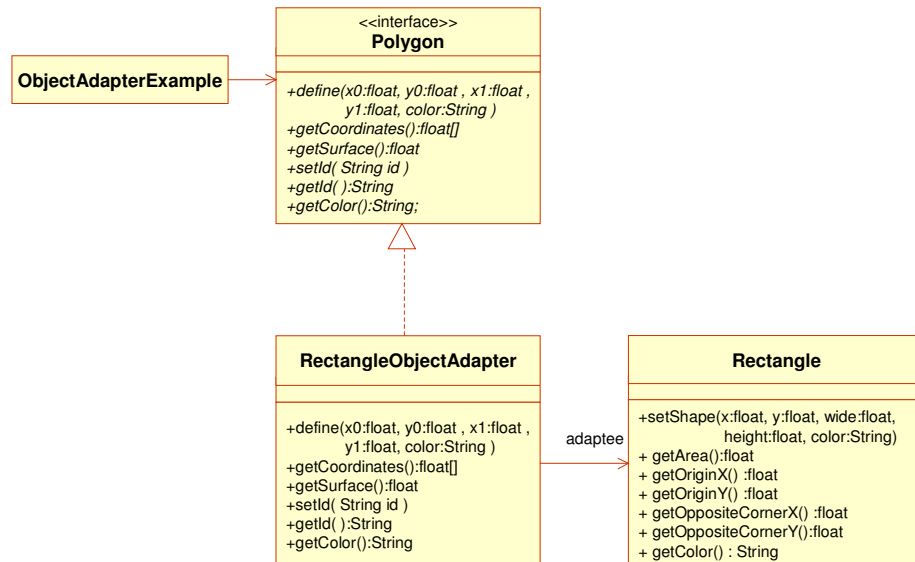 <<interface>>
Polygon
ObjectAdapterExample
+define(x0:float, y0:float , x1:float ,
y1:float, color:String )
+getCoordinates():float[]
+getSurface():float
+setId( String id )
+getId( ):String
+getColor():String;
RectangleObjectAdapter
+define(x0:float, y0:float , x1:float ,
y1:float, color:String )
+getCoordinates():float[]
+getSurface():float
+setId( String id )
+getId( ):String
+getColor():String
adaptee
Rectangle
+setShape(x:float, y:float, wide:float,
height:float, color:String)
+ getArea():float
+ getOriginX() :float
+ getOriginY() :float
+ getOppositeCornerX() :float
+ getOppositeCornerY():float
+ getColor() : String